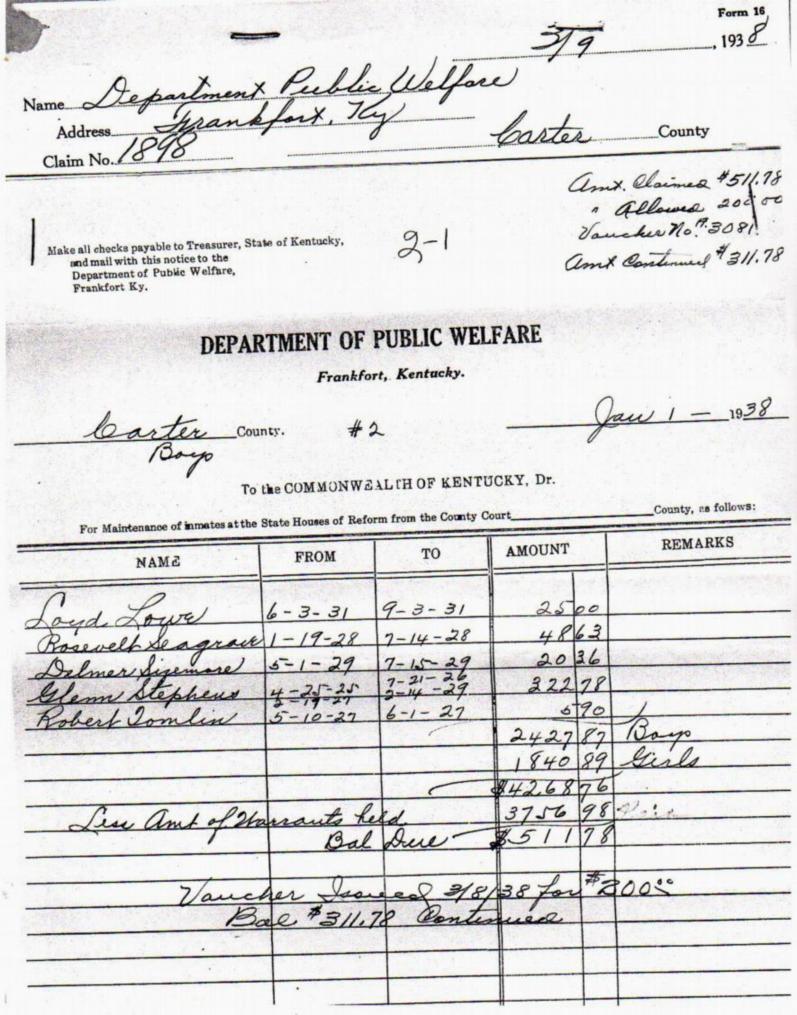 Form 16
3/9, 1938
Name Department Public Welfare
Address Frankfort, Ky
Claim No. 1898 Carter County
Amt. Claimed $511.78
" Allowed 200 00
Voucher No. 3081
Amt Continued $311.78
Make all checks payable to Treasurer, State of Kentucky,
and mail with this notice to the
Department of Public Welfare,
Frankfort Ky.
2-1
DEPARTMENT OF PUBLIC WELFARE
Frankfort, Kentucky.
Carter County. #2 Jan 1 - 1938
Boys
To the COMMONWEALTH OF KENTUCKY, Dr.
For Maintenance of inmates at the State Houses of Reform from the County Court County, as follows:
NAME FROM TO AMOUNT REMARKS
Loyd Lowe 6-3-31 9-3-31 25 00
Rosevelt Seagraves 1-19-28 7-14-28 48 63
Delmer Sizemore 5-1-29 7-15-29 20 36
7-21-26
Glenn Stephens 4-25-25 2-14-29 322 78
2-19-27
Robert Tomlin 5-10-27 6-1-27 5 90
2427 87 Boys
1840 89 Girls
$4268 76
Less Amt of Warrants held 3756 98
Bal Due $511 78
Voucher Issued 3/8/38 for $200.00
Bal $311.78 Continued